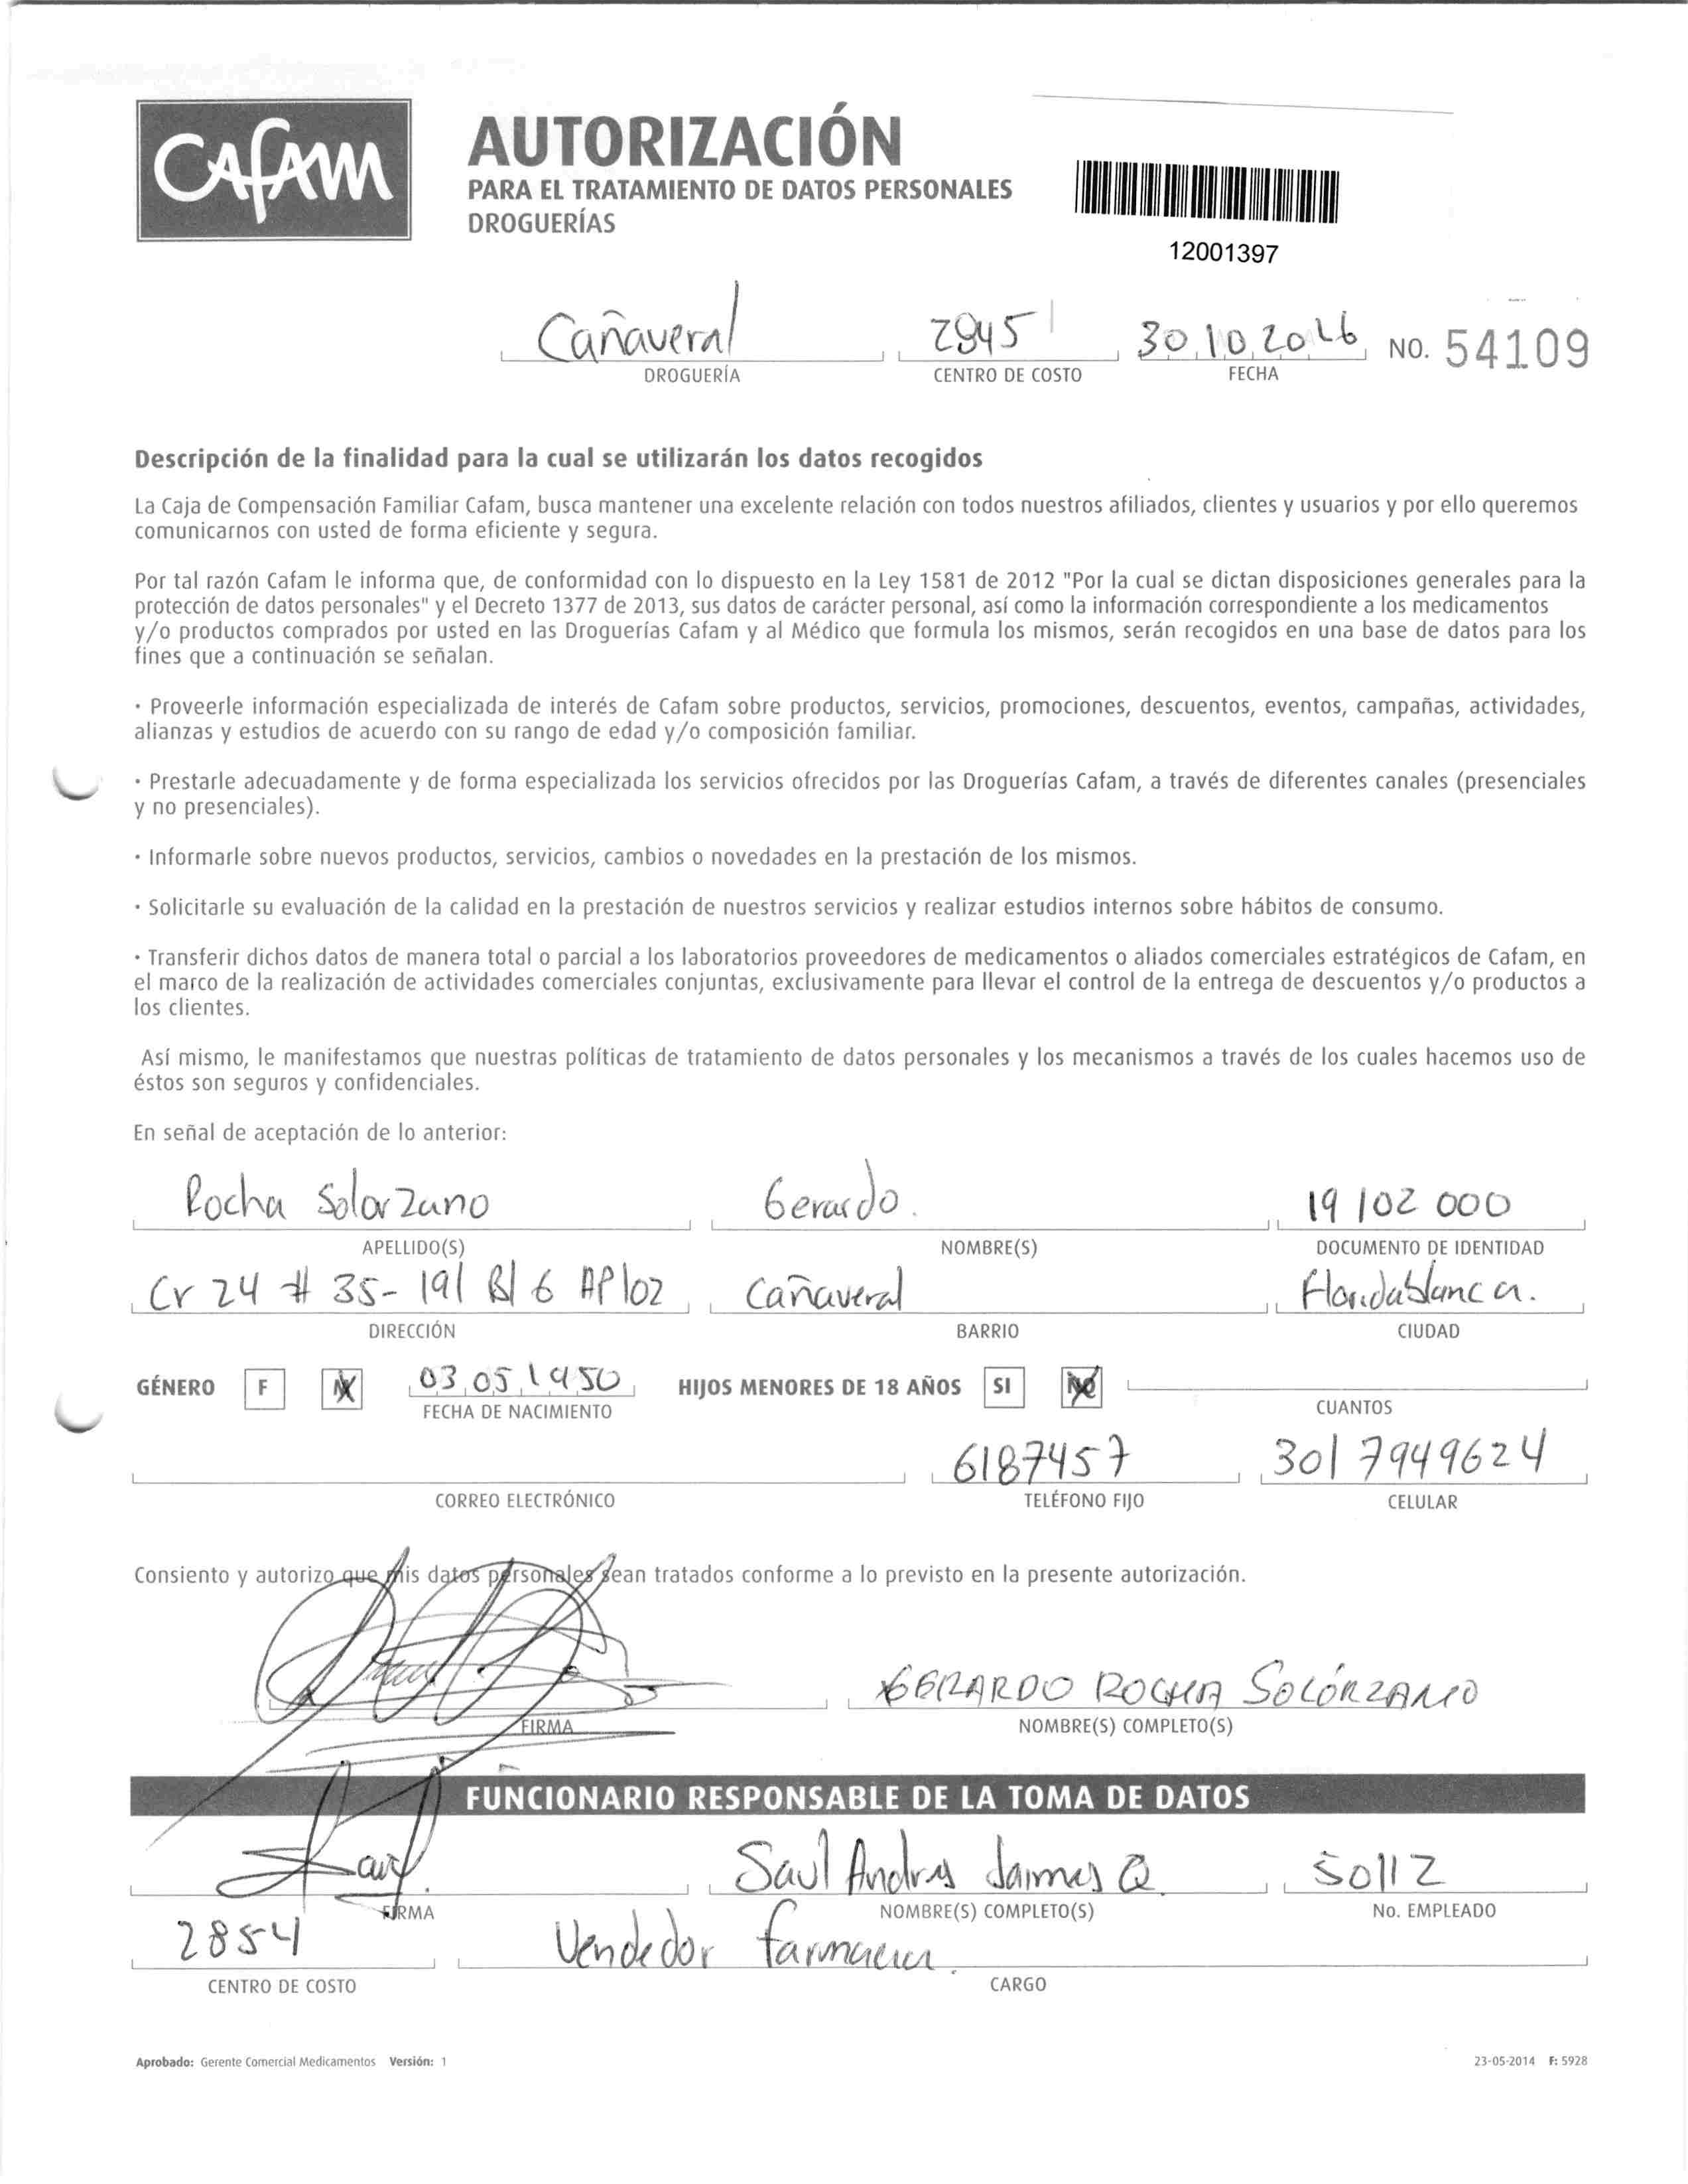 CAFAM
AUTORIZACIÓN
PARA EL TRATAMIENTO DE DATOS PERSONALES
DROGUERÍAS
12001397
Cañaveral 2845 30 10 2016 NO. 54109
DROGUERÍA CENTRO DE COSTO FECHA
Descripción de la finalidad para la cual se utilizarán los datos recogidos
La Caja de Compensación Familiar Cafam, busca mantener una excelente relación con todos nuestros afiliados, clientes y usuarios y por ello queremos
comunicarnos con usted de forma eficiente y segura.
Por tal razón Cafam le informa que, de conformidad con lo dispuesto en la Ley 1581 de 2012 "Por la cual se dictan disposiciones generales para la
protección de datos personales" y el Decreto 1377 de 2013, sus datos de carácter personal, así como la información correspondiente a los medicamentos
y/o productos comprados por usted en las Droguerías Cafam y al Médico que formula los mismos, serán recogidos en una base de datos para los
fines que a continuación se señalan.
· Proveerle información especializada de interés de Cafam sobre productos, servicios, promociones, descuentos, eventos, campañas, actividades,
alianzas y estudios de acuerdo con su rango de edad y/o composición familiar.
· Prestarle adecuadamente y de forma especializada los servicios ofrecidos por las Droguerías Cafam, a través de diferentes canales (presenciales
y no presenciales).
· Informarle sobre nuevos productos, servicios, cambios o novedades en la prestación de los mismos.
· Solicitarle su evaluación de la calidad en la prestación de nuestros servicios y realizar estudios internos sobre hábitos de consumo.
· Transferir dichos datos de manera total o parcial a los laboratorios proveedores de medicamentos o aliados comerciales estratégicos de Cafam, en
el marco de la realización de actividades comerciales conjuntas, exclusivamente para llevar el control de la entrega de descuentos y/o productos a
los clientes.
Así mismo, le manifestamos que nuestras políticas de tratamiento de datos personales y los mecanismos a través de los cuales hacemos uso de
éstos son seguros y confidenciales.
En señal de aceptación de lo anterior:
Rocha Solorzano Gerardo. 19 102 000
APELLIDO(S) NOMBRE(S) DOCUMENTO DE IDENTIDAD
Cr 24 # 35-191 Bl 6 AP 102 Cañaveral Floridablanca.
DIRECCIÓN BARRIO CIUDAD
GÉNERO F M 03 05 1950 HIJOS MENORES DE 18 AÑOS SI NO
FECHA DE NACIMIENTO CUANTOS
6187457 301 7949624
CORREO ELECTRÓNICO TELÉFONO FIJO CELULAR
Consiento y autorizo que mis datos personales sean tratados conforme a lo previsto en la presente autorización.
GERARDO ROCHA SOLÓRZANO
FIRMA NOMBRE(S) COMPLETO(S)
FUNCIONARIO RESPONSABLE DE LA TOMA DE DATOS
Saul Andres Jaimes Q. 50112
FIRMA NOMBRE(S) COMPLETO(S) No. EMPLEADO
2854 Vendedor farmacia.
CENTRO DE COSTO CARGO
Aprobado: Gerente Comercial Medicamentos Versión: 1 23-05-2014 F: 5928